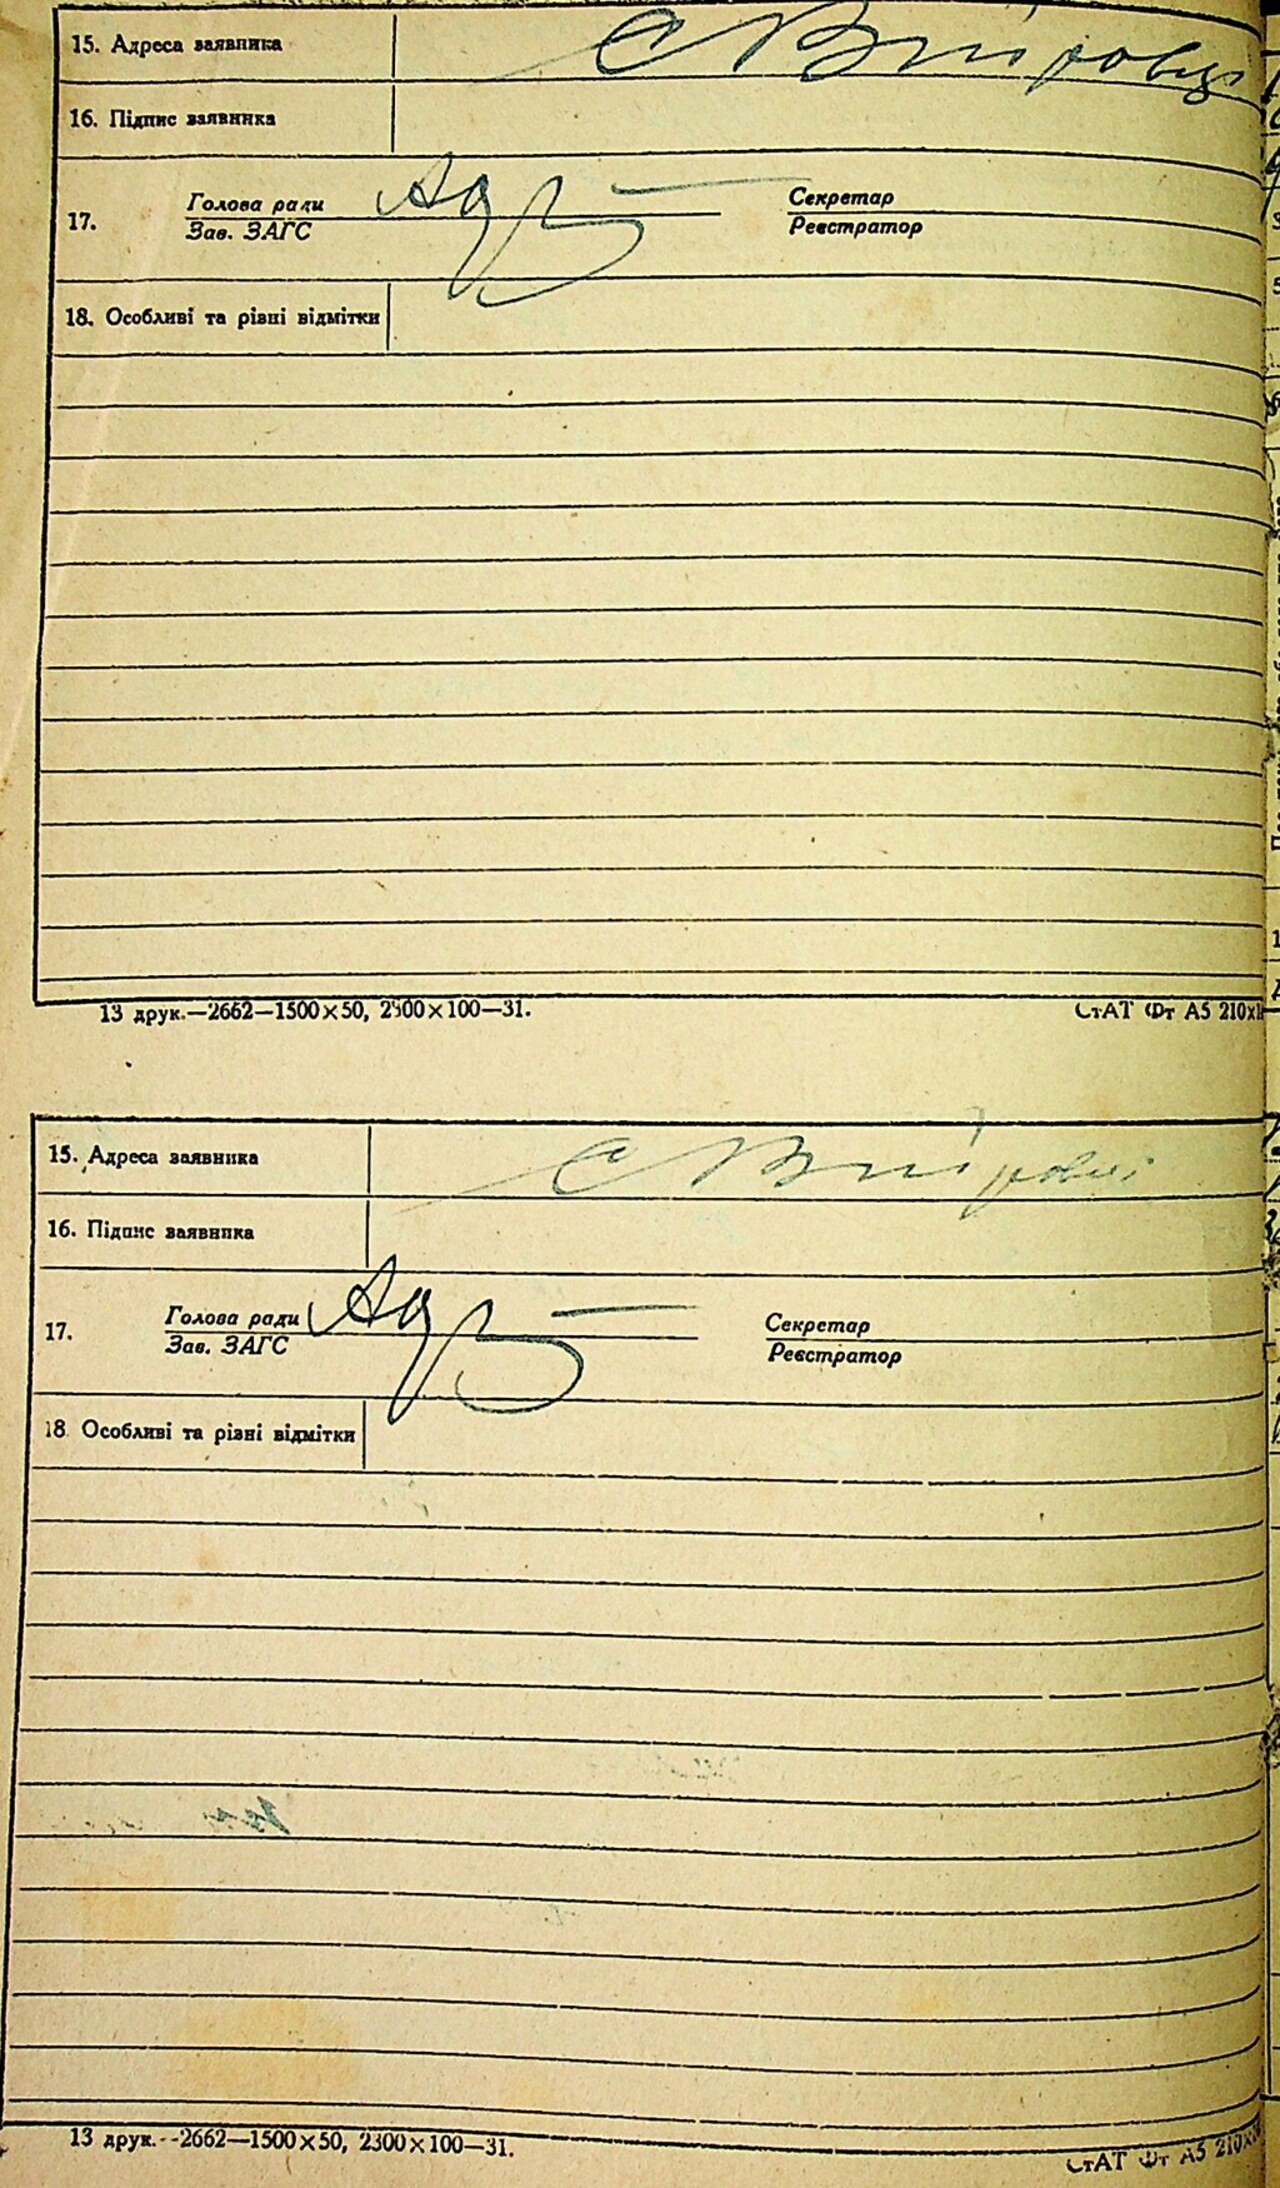 15. Адреса заявника
16. Підпис заявника
17. Голова ради Секретар
Зав. ЗАГС Реєстратор
18. Особливі та різні відмітки
13 друк.—2662—1500×50, 2300×100—31.
СтАТ Фт А5 210×
15. Адреса заявника
16. Підпис заявника
17. Голова ради Секретар
Зав. ЗАГС Реєстратор
18 Особливі та різні відмітки
13 друк.--2662—1500×50, 2300×100—31.
СтАТ Фт А5 210×